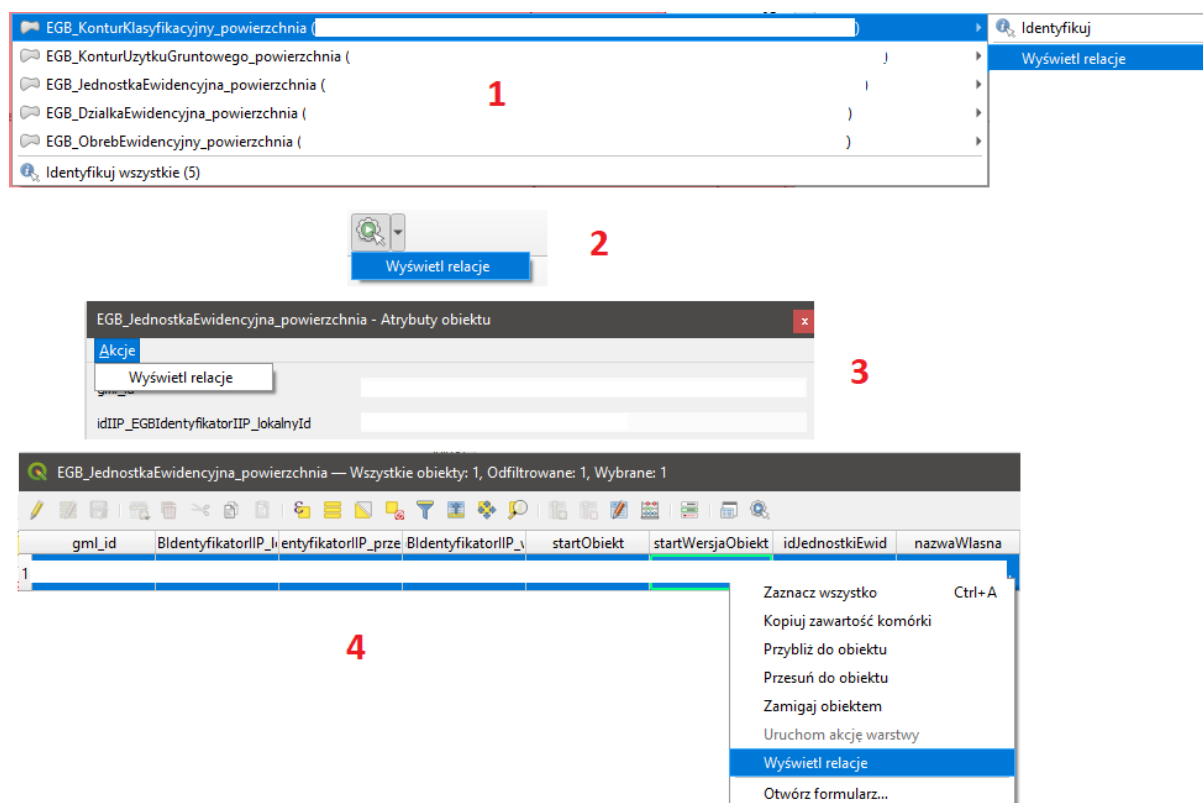 EGB_KonturKlasyfikacyjny_powierzchnia ( )
Identyfikuj
EGB_KonturUzytkuGruntowego_powierzchnia ( )
Wyświetl relacje
EGB_JednostkaEwidencyjna_powierzchnia ( )
1
EGB_DzialkaEwidencyjna_powierzchnia ( )
EGB_ObrebEwidencyjny_powierzchnia ( )
Identyfikuj wszystkie (5)
2
Wyświetl relacje
EGB_JednostkaEwidencyjna_powierzchnia - Atrybuty obiektu
x
Akcje
Wyświetl relacje
3
idIIP_EGBIdentyfikatorIIP_lokalnyId
EGB_JednostkaEwidencyjna_powierzchnia — Wszystkie obiekty: 1, Odfiltrowane: 1, Wybrane: 1
gml_id BIdentyfikatorIIP_l entyfikatorIIP_prze BIdentyfikatorIIP_v startObiekt startWersjaObiekt idJednostkiEwid nazwaWlasna
1
Zaznacz wszystko Ctrl+A
Kopiuj zawartość komórki
4
Przybliż do obiektu
Przesuń do obiektu
Zamigaj obiektem
Uruchom akcję warstwy
Wyświetl relacje
Otwórz formularz...